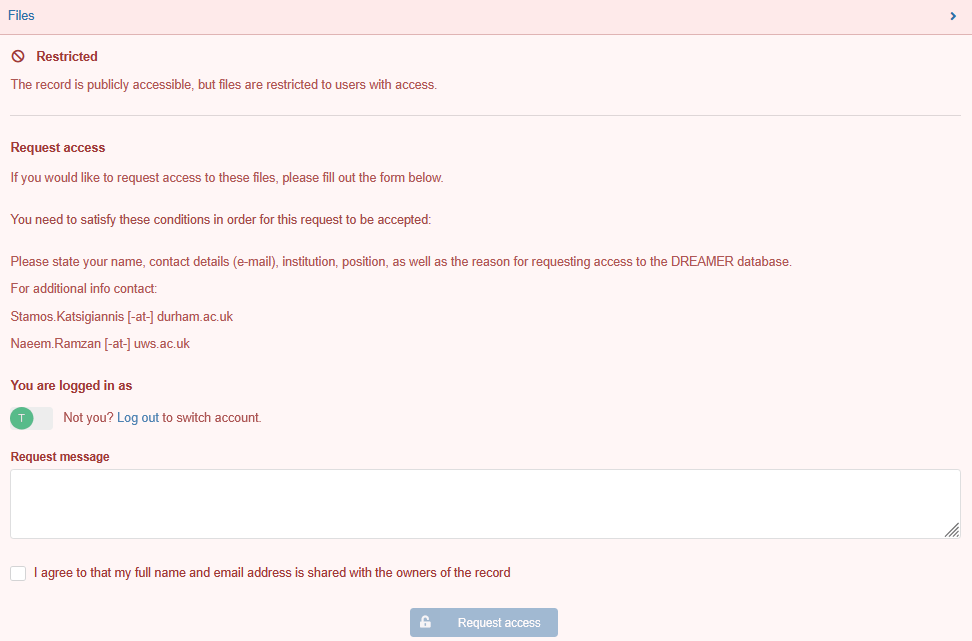 Files
Restricted
The record is publicly accessible, but files are restricted to users with access.
Request access
If you would like to request access to these files, please fill out the form below.
You need to satisfy these conditions in order for this request to be accepted:
Please state your name, contact details (e-mail), institution, position, as well as the reason for requesting access to the DREAMER database.
For additional info contact:
Stamos.Katsigiannis [-at-] durham.ac.uk
Naeem.Ramzan [-at-] uws.ac.uk
You are logged in as
T Not you? Log out to switch account.
Request message
I agree to that my full name and email address is shared with the owners of the record
Request access